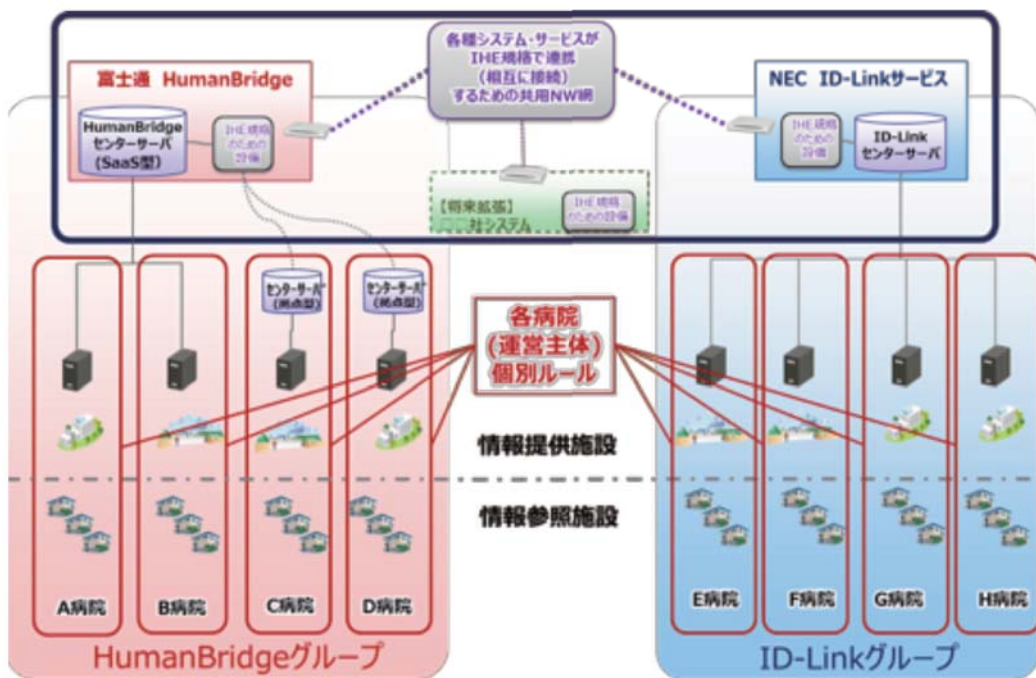 各種システム・サービスが
IHE規格で連携
(相互に接続)
するための共用NW網
富士通 HumanBridge
HumanBridge
センターサーバ
(SaaS型)
IHE規格
のための
設備
NEC ID-Linkサービス
IHE規格
のための
設備
ID-Link
センターサーバ
【将来拡張】
□□社システム
IHE規格
のための設備
センターサーバ
(拠点型)
センターサーバ
(拠点型)
各病院
(運営主体)
個別ルール
情報提供施設
情報参照施設
A病院
B病院
C病院
D病院
E病院
F病院
G病院
H病院
HumanBridgeグループ
ID-Linkグループ